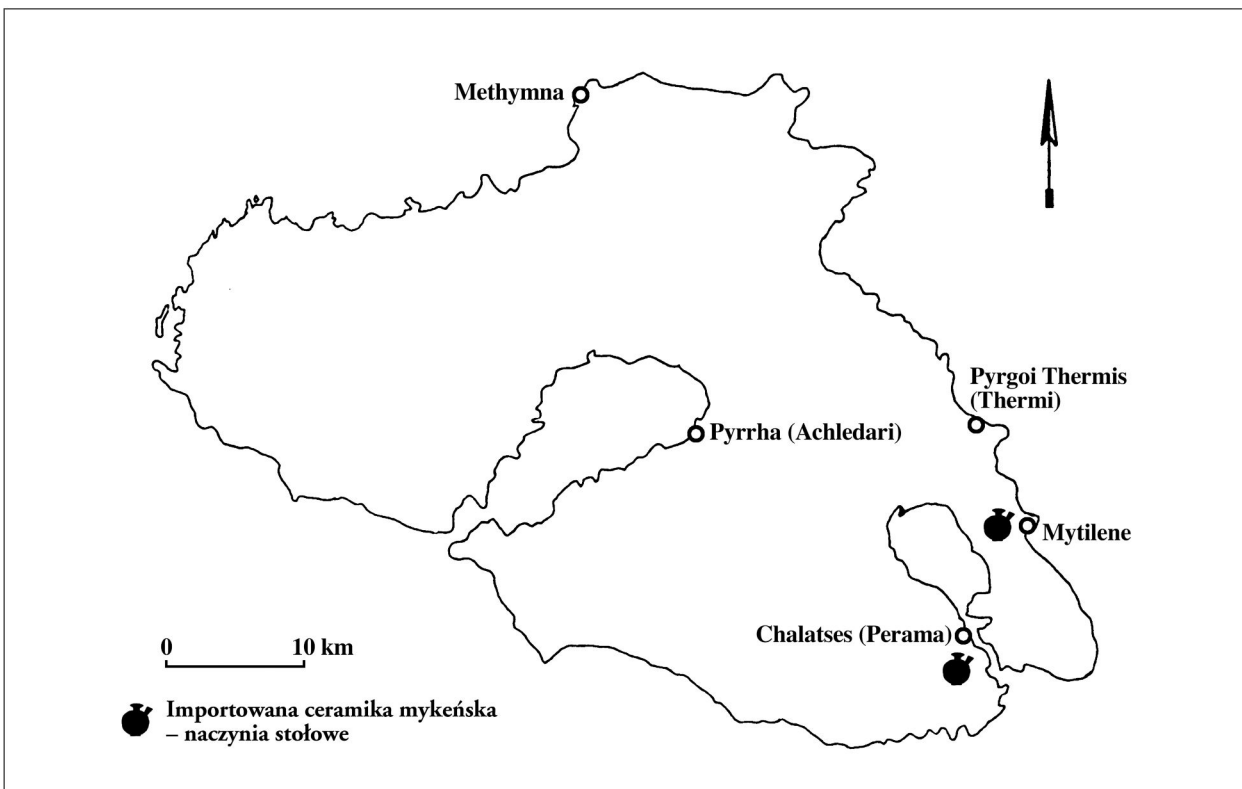 Methymna
Pyrgoi Thermis
(Thermi)
Pyrrha (Achledari)
Mytilene
Chalatses (Perama)
0 10 km
Importowana ceramika mykeńska
– naczynia stołowe